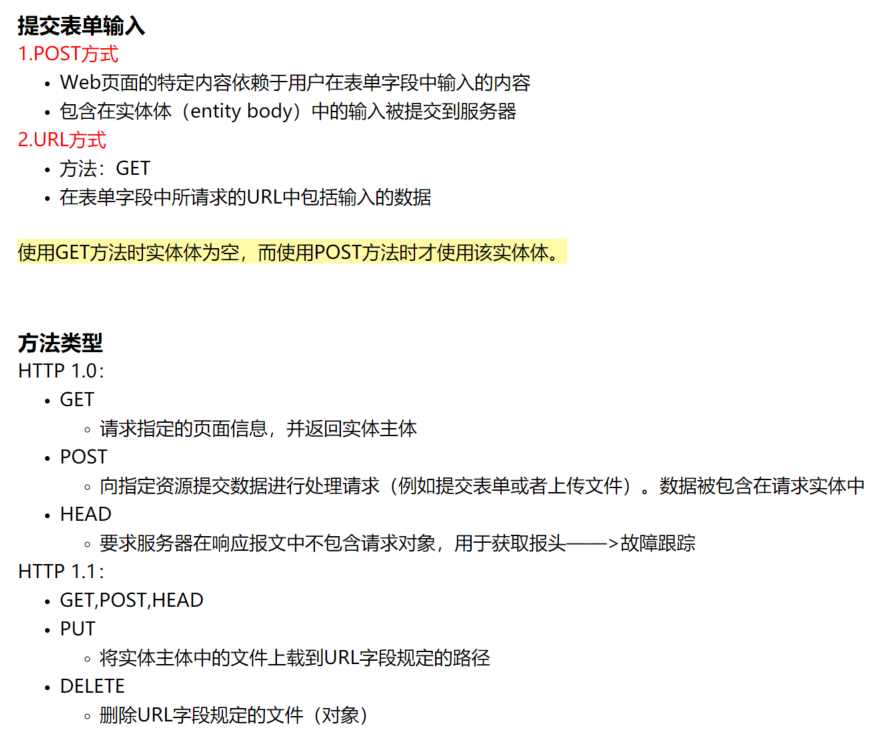 提交表单输入
1.POST方式
• Web页面的特定内容依赖于用户在表单字段中输入的内容
• 包含在实体体（entity body）中的输入被提交到服务器
2.URL方式
• 方法：GET
• 在表单字段中所请求的URL中包括输入的数据
使用GET方法时实体体为空，而使用POST方法时才使用该实体体。
方法类型
HTTP 1.0：
• GET
◦ 请求指定的页面信息，并返回实体主体
• POST
◦ 向指定资源提交数据进行处理请求（例如提交表单或者上传文件）。数据被包含在请求实体中
• HEAD
◦ 要求服务器在响应报文中不包含请求对象，用于获取报头——>故障跟踪
HTTP 1.1：
• GET,POST,HEAD
• PUT
◦ 将实体主体中的文件上载到URL字段规定的路径
• DELETE
◦ 删除URL字段规定的文件（对象）